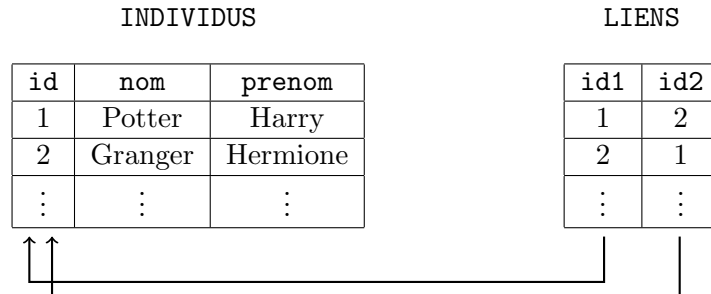 INDIVIDUS LIENS
id nom prenom id1 id2
1 Potter Harry 1 2
2 Granger Hermione 2 1
⋮ ⋮ ⋮ ⋮ ⋮